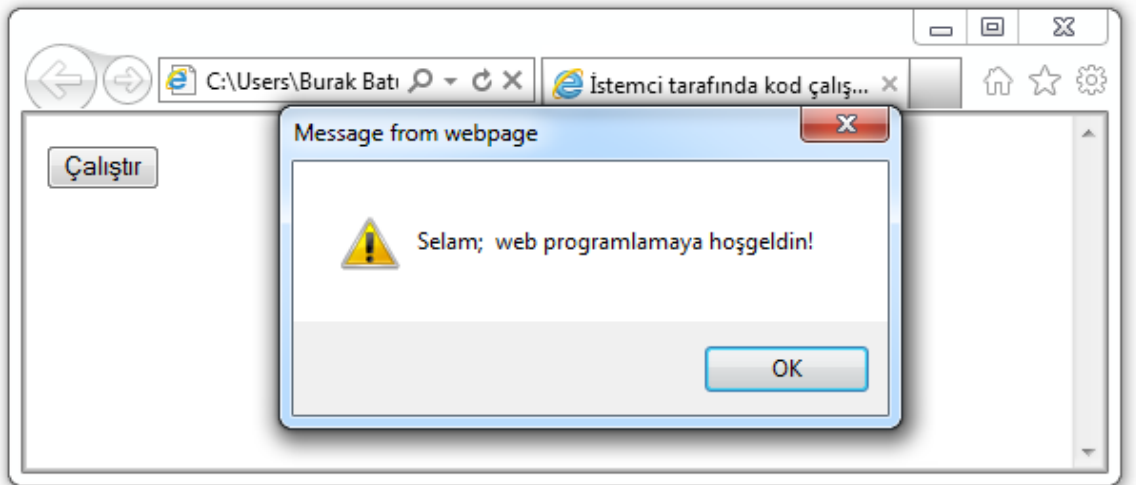 C:\Users\Burak Batı
İstemci tarafında kod çalış...
Message from webpage
Çalıştır
Selam;  web programlamaya hoşgeldin!
OK